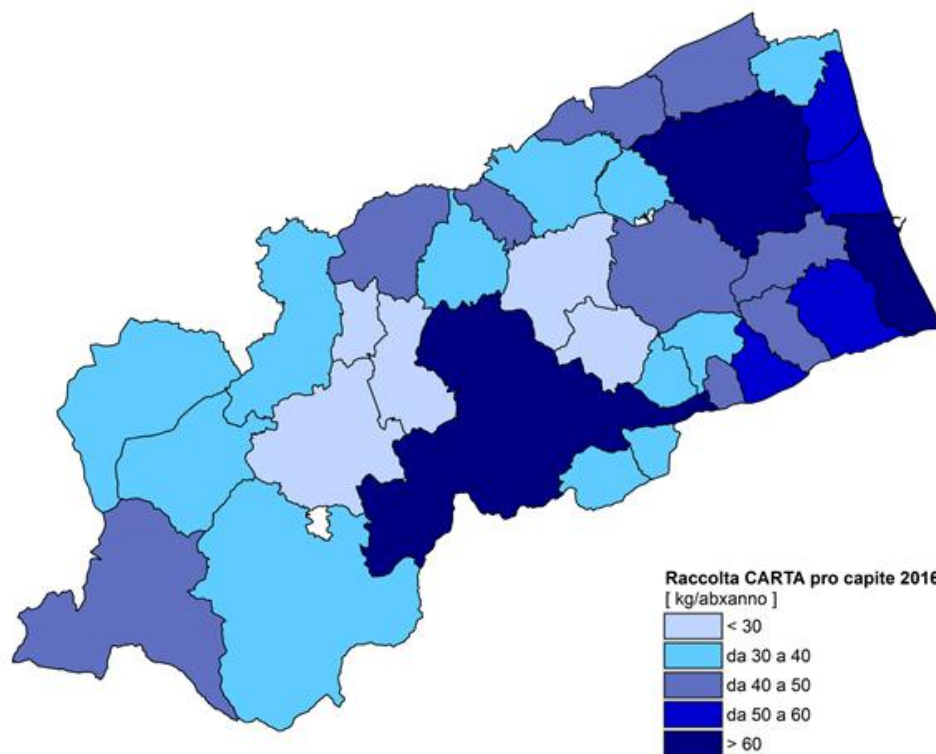 Raccolta CARTA pro capite 2016
[ kg/abxanno ]
< 30
da 30 a 40
da 40 a 50
da 50 a 60
> 60